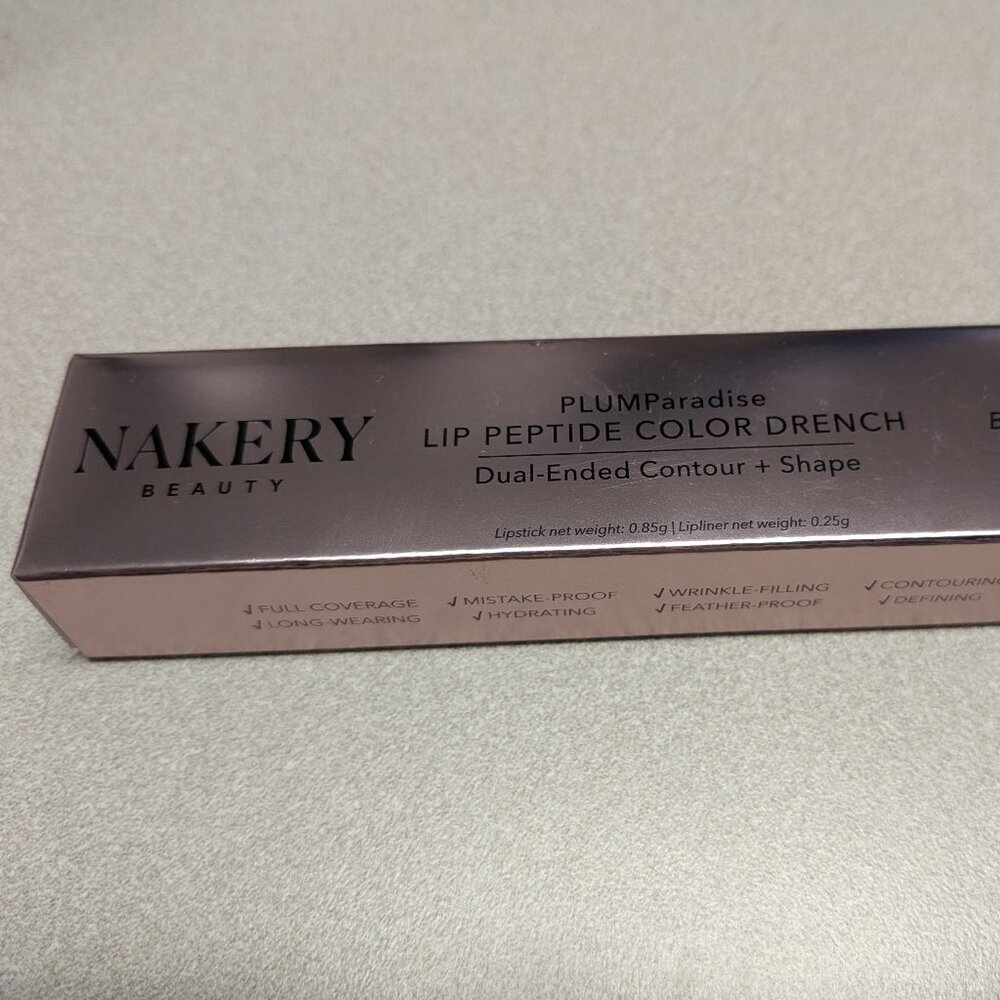 NAKERY
BEAUTY
PLUMParadise
LIP PEPTIDE COLOR DRENCH
Dual-Ended Contour + Shape
Lipstick net weight: 0.85g | Lipliner net weight: 0.25g
✓ FULL COVERAGE ✓ MISTAKE-PROOF ✓ WRINKLE-FILLING ✓ CONTOURING
✓ LONG-WEARING ✓ HYDRATING ✓ FEATHER-PROOF ✓ DEFINING